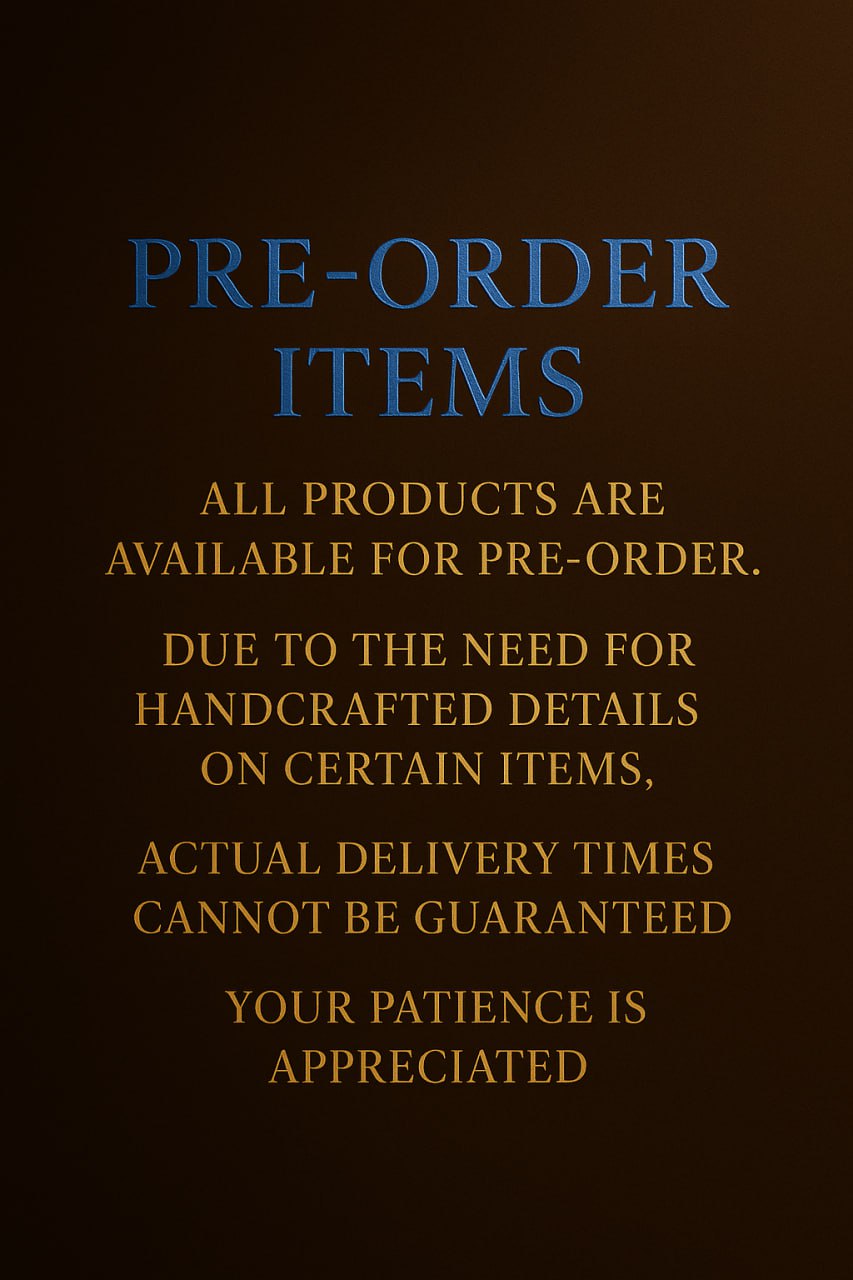 PRE-ORDER
ITEMS
ALL PRODUCTS ARE
AVAILABLE FOR PRE-ORDER.
DUE TO THE NEED FOR
HANDCRAFTED DETAILS
ON CERTAIN ITEMS,
ACTUAL DELIVERY TIMES
CANNOT BE GUARANTEED
YOUR PATIENCE IS
APPRECIATED